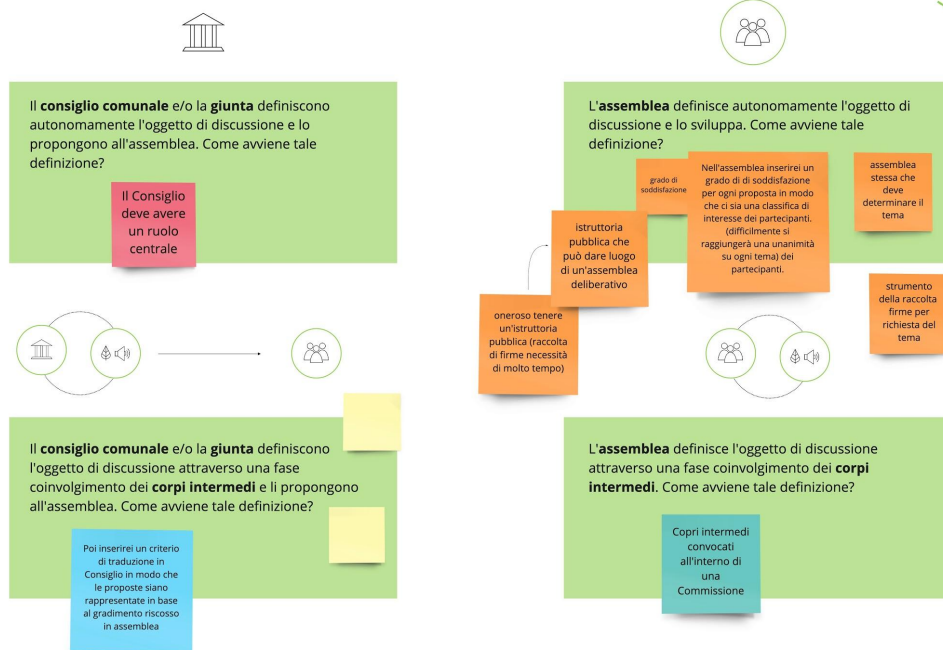 Il consiglio comunale e/o la giunta definiscono
autonomamente l'oggetto di discussione e lo
propongono all'assemblea. Come avviene tale
definizione?
Il Consiglio
deve avere
un ruolo
centrale
L'assemblea definisce autonomamente l'oggetto di
discussione e lo sviluppa. Come avviene tale
definizione?
grado di
soddisfazione
Nell'assemblea inserirei un
grado di di soddisfazione
per ogni proposta in modo
che ci sia una classifica di
interesse dei partecipanti.
(difficilmente si
raggiungerà una unanimità
su ogni tema) dei
partecipanti.
assemblea
stessa che
deve
determinare il
tema
istruttoria
pubblica che
può dare luogo
di un'assemblea
deliberativo
strumento
della raccolta
firme per
richiesta del
tema
oneroso tenere
un'istruttoria
pubblica (raccolta
di firme necessità
di molto tempo)
Il consiglio comunale e/o la giunta definiscono
l'oggetto di discussione attraverso una fase
coinvolgimento dei corpi intermedi e li propongono
all'assemblea. Come avviene tale definizione?
Poi inserirei un criterio
di traduzione in
Consiglio in modo che
le proposte siano
rappresentate in base
al gradimento riscosso
in assemblea
L'assemblea definisce l'oggetto di discussione
attraverso una fase coinvolgimento dei corpi
intermedi. Come avviene tale definizione?
Copri intermedi
convocati
all'interno di
una
Commissione